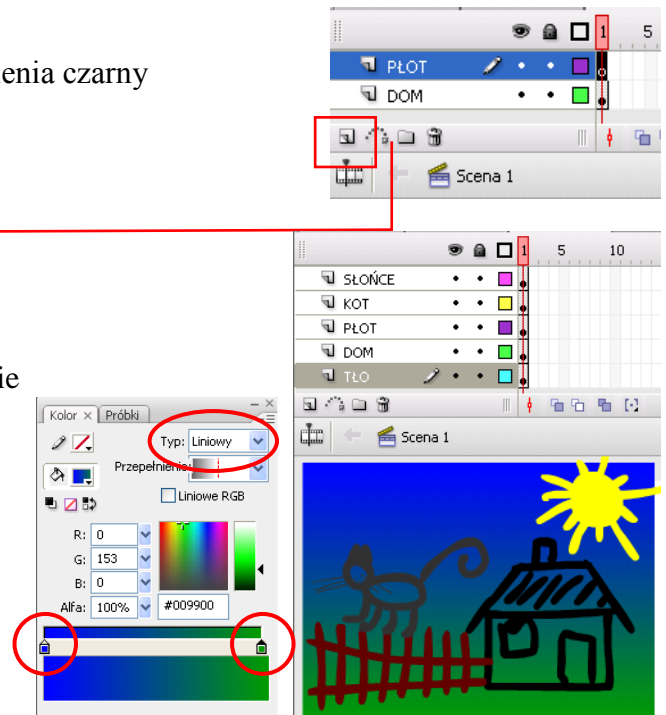 1 5
PŁOT
ienia czarny
DOM
Scena 1
1 5 10
SŁOŃCE
KOT
PŁOT
DOM
ie
TŁO
Kolor × Próbki
Typ: Liniowy
Scena 1
Przepełnienie:
Liniowe RGB
R: 0
G: 153
B: 0
Alfa: 100% #009900